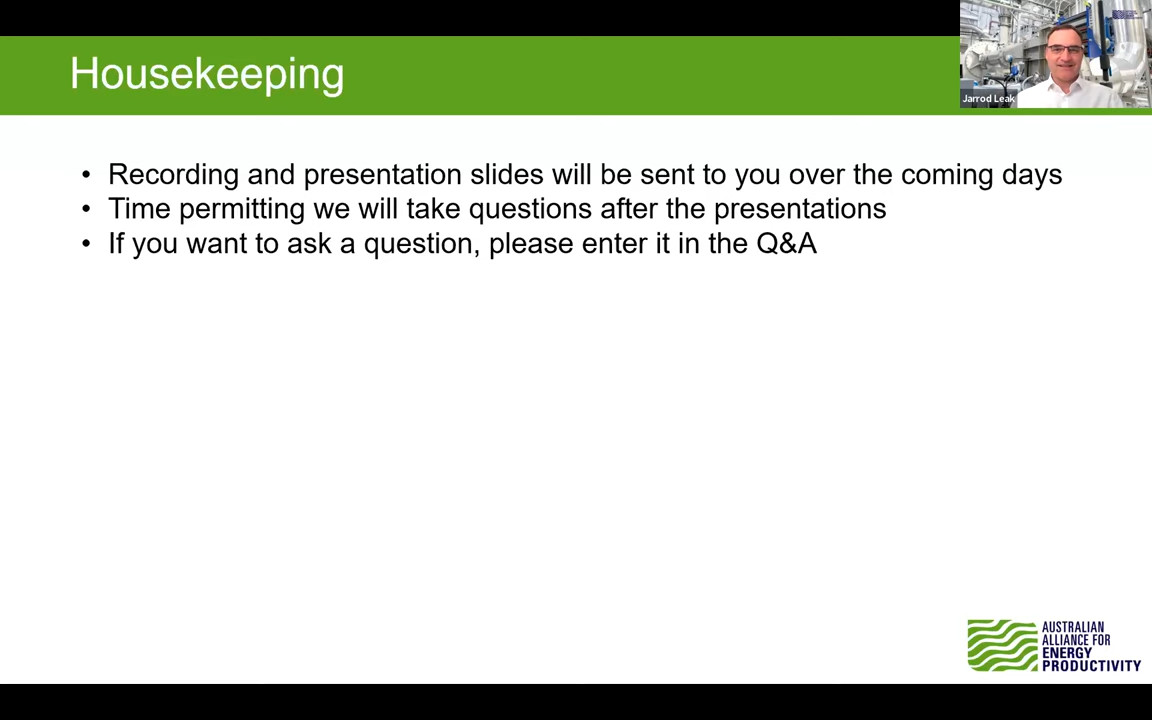 Housekeeping
Jarrod Leak
• Recording and presentation slides will be sent to you over the coming days
• Time permitting we will take questions after the presentations
• If you want to ask a question, please enter it in the Q&A
AUSTRALIAN
ALLIANCE FOR
ENERGY
PRODUCTIVITY